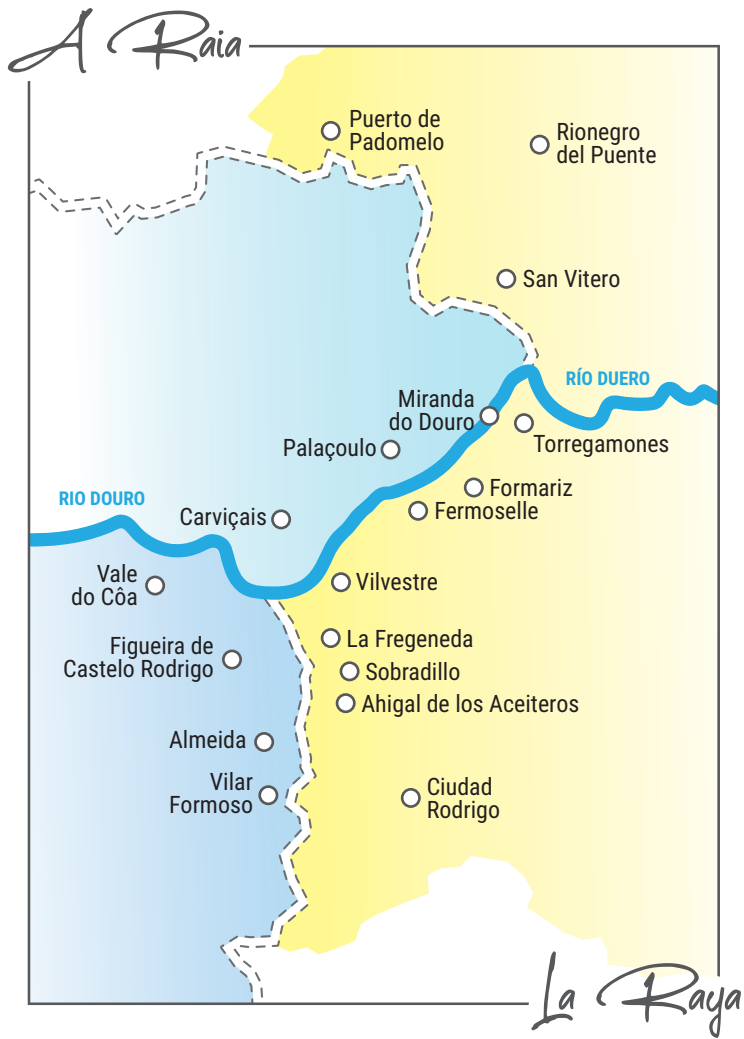 A Raia
Puerto de
Padomelo
Rionegro
del Puente
San Vitero
RÍO DUERO
Miranda
do Douro
Torregamones
Palaçoulo
Formariz
Fermoselle
RIO DOURO
Carviçais
Vale
do Côa
Vilvestre
Figueira de
Castelo Rodrigo
La Fregeneda
Sobradillo
Ahigal de los Aceiteros
Almeida
Vilar
Formoso
Ciudad
Rodrigo
La Raya